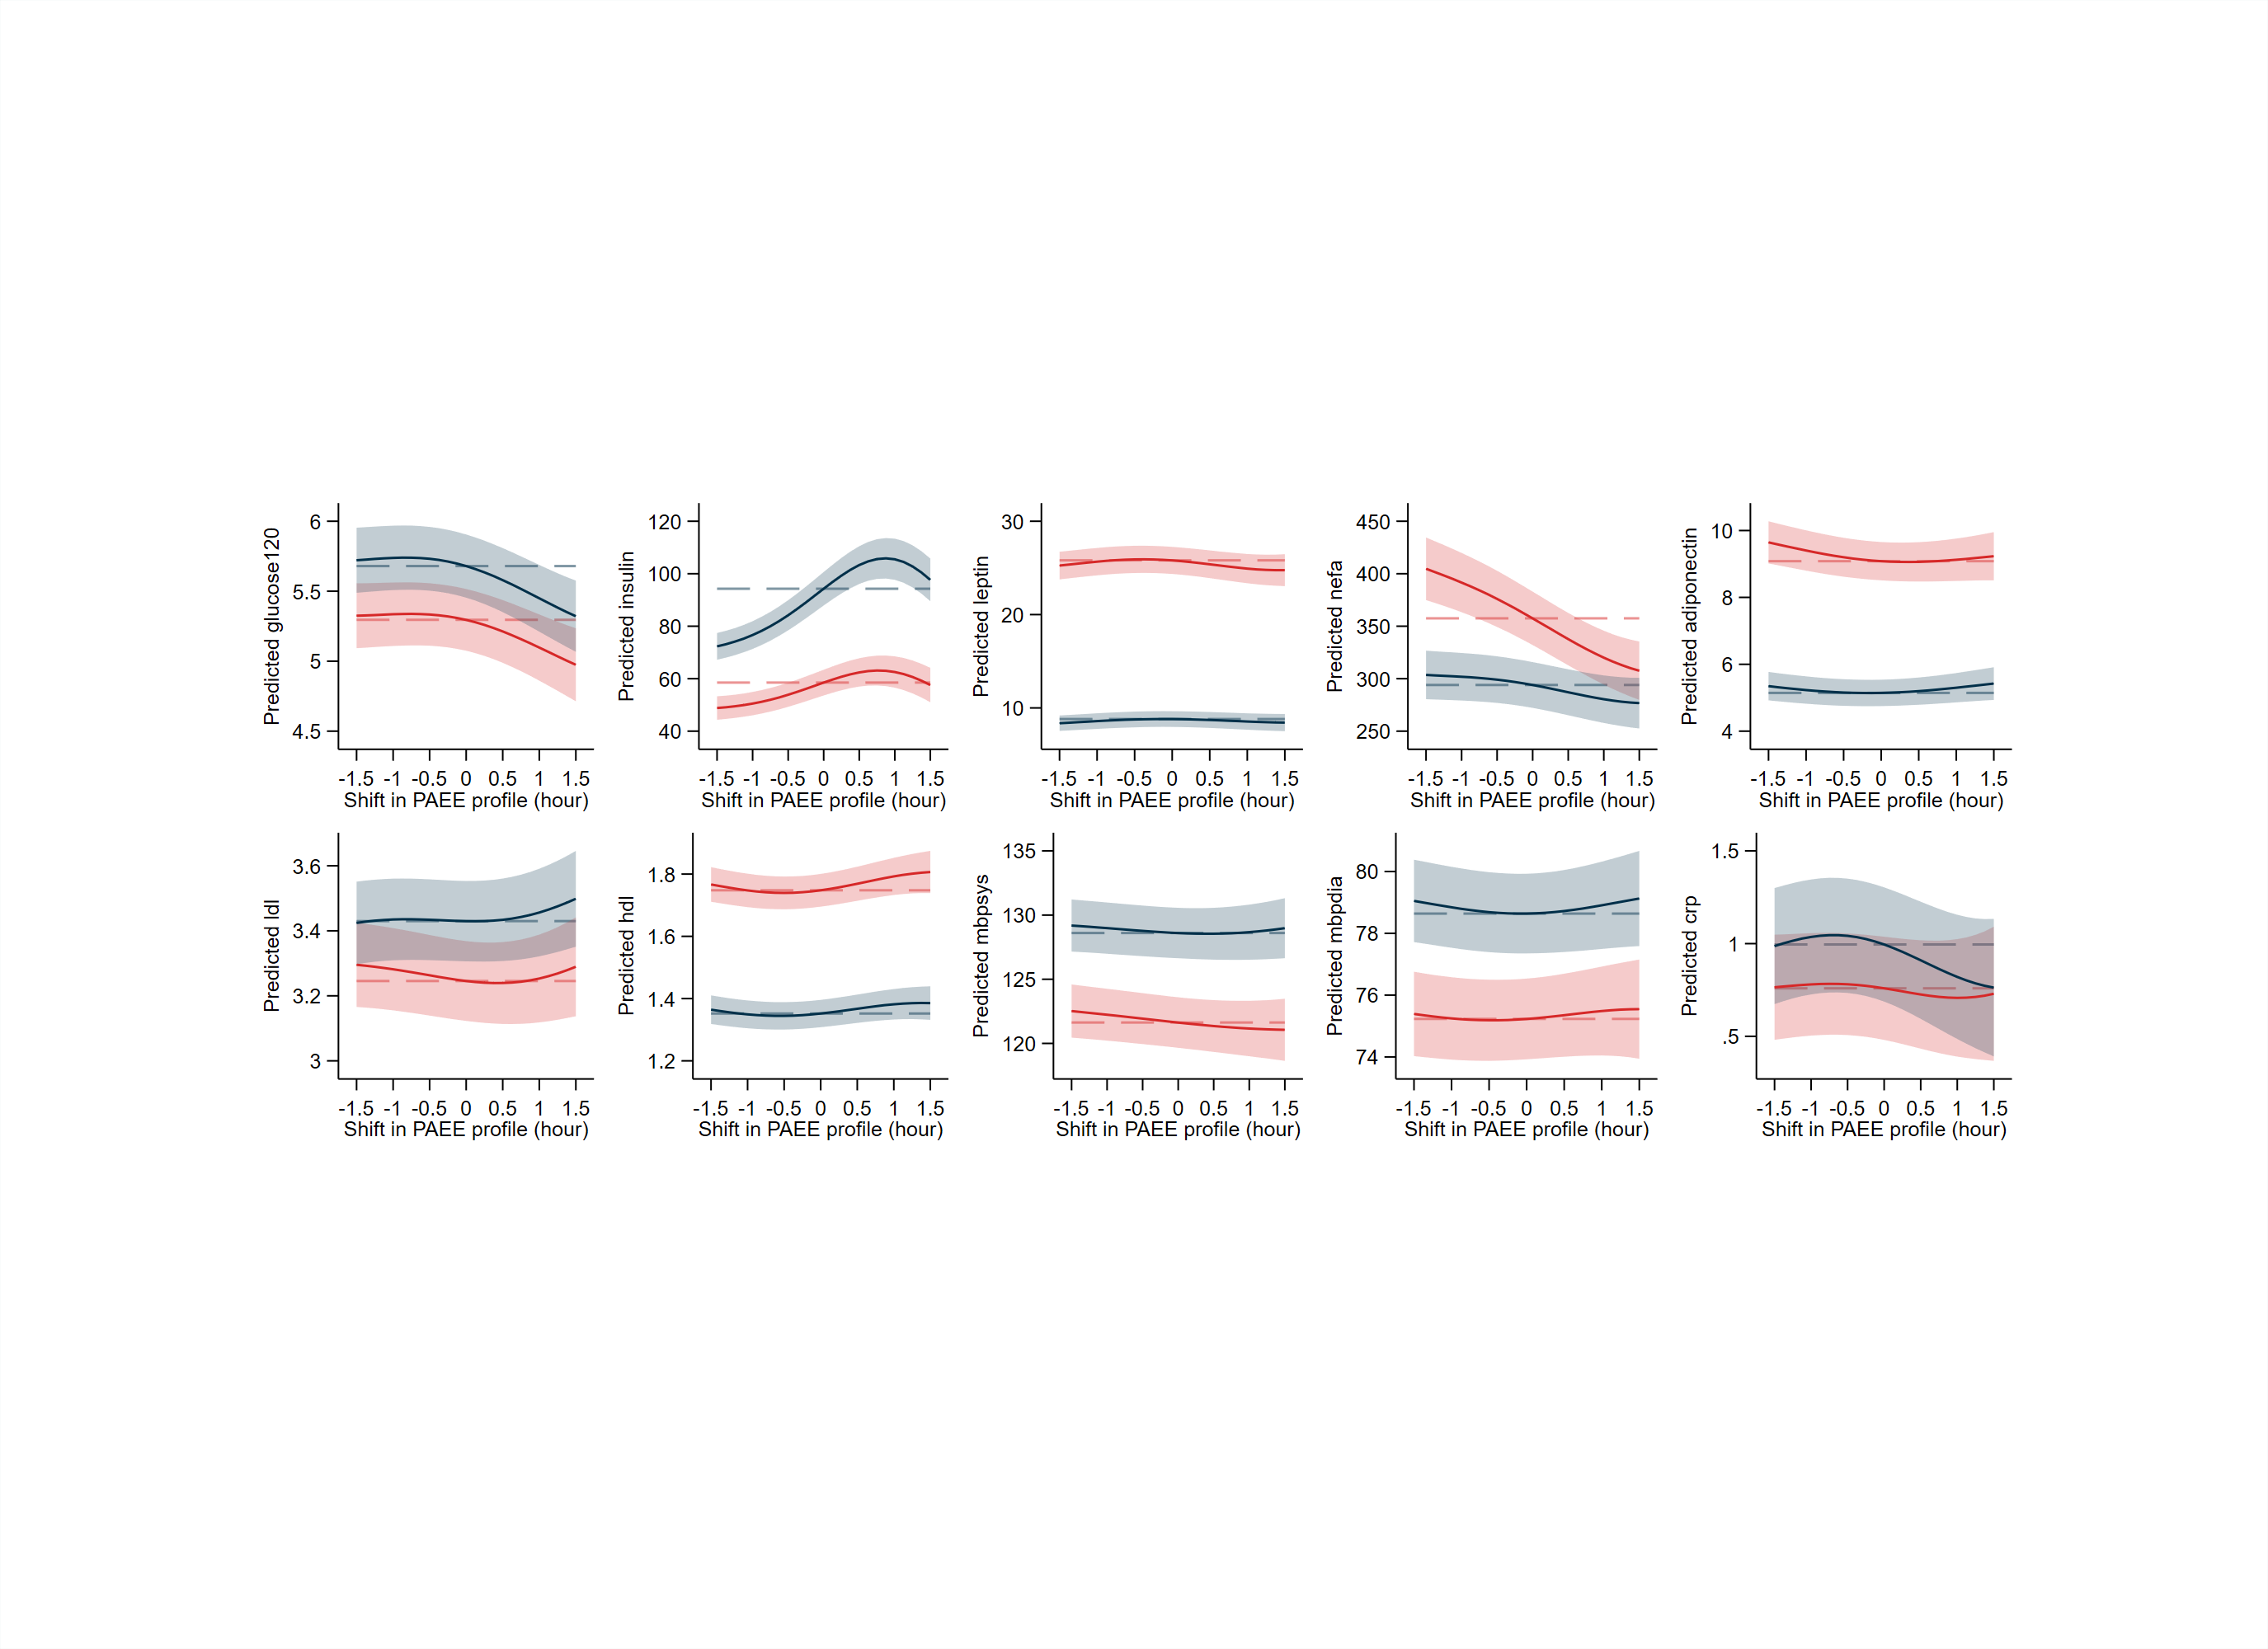 Predicted glucose120
6
5.5
5
4.5
-1.5 -1 -0.5 0 0.5 1 1.5
Shift in PAEE profile (hour)
Predicted insulin
120
100
80
60
40
-1.5 -1 -0.5 0 0.5 1 1.5
Shift in PAEE profile (hour)
Predicted leptin
30
20
10
-1.5 -1 -0.5 0 0.5 1 1.5
Shift in PAEE profile (hour)
Predicted nefa
450
400
350
300
250
-1.5 -1 -0.5 0 0.5 1 1.5
Shift in PAEE profile (hour)
Predicted adiponectin
10
8
6
4
-1.5 -1 -0.5 0 0.5 1 1.5
Shift in PAEE profile (hour)
Predicted ldl
3.6
3.4
3.2
3
-1.5 -1 -0.5 0 0.5 1 1.5
Shift in PAEE profile (hour)
Predicted hdl
1.8
1.6
1.4
1.2
-1.5 -1 -0.5 0 0.5 1 1.5
Shift in PAEE profile (hour)
Predicted mbpsys
135
130
125
120
-1.5 -1 -0.5 0 0.5 1 1.5
Shift in PAEE profile (hour)
Predicted mbpdia
80
78
76
74
-1.5 -1 -0.5 0 0.5 1 1.5
Shift in PAEE profile (hour)
Predicted crp
1.5
1
.5
-1.5 -1 -0.5 0 0.5 1 1.5
Shift in PAEE profile (hour)